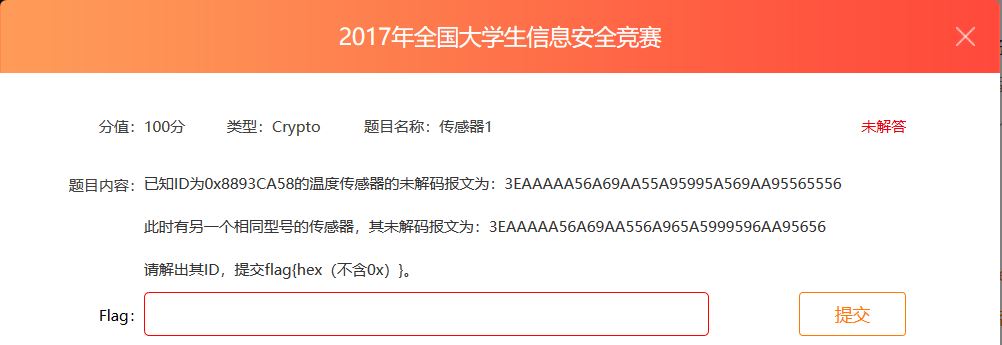 2017年全国大学生信息安全竞赛
分值：100分 类型：Crypto 题目名称：传感器1 未解答
题目内容：已知ID为0x8893CA58的温度传感器的未解码报文为：3EAAAAA56A69AA55A95995A569AA95565556
此时有另一个相同型号的传感器，其未解码报文为：3EAAAAA56A69AA556A965A5999596AA95656
请解出其ID，提交flag{hex（不含0x）}。
Flag：
提交